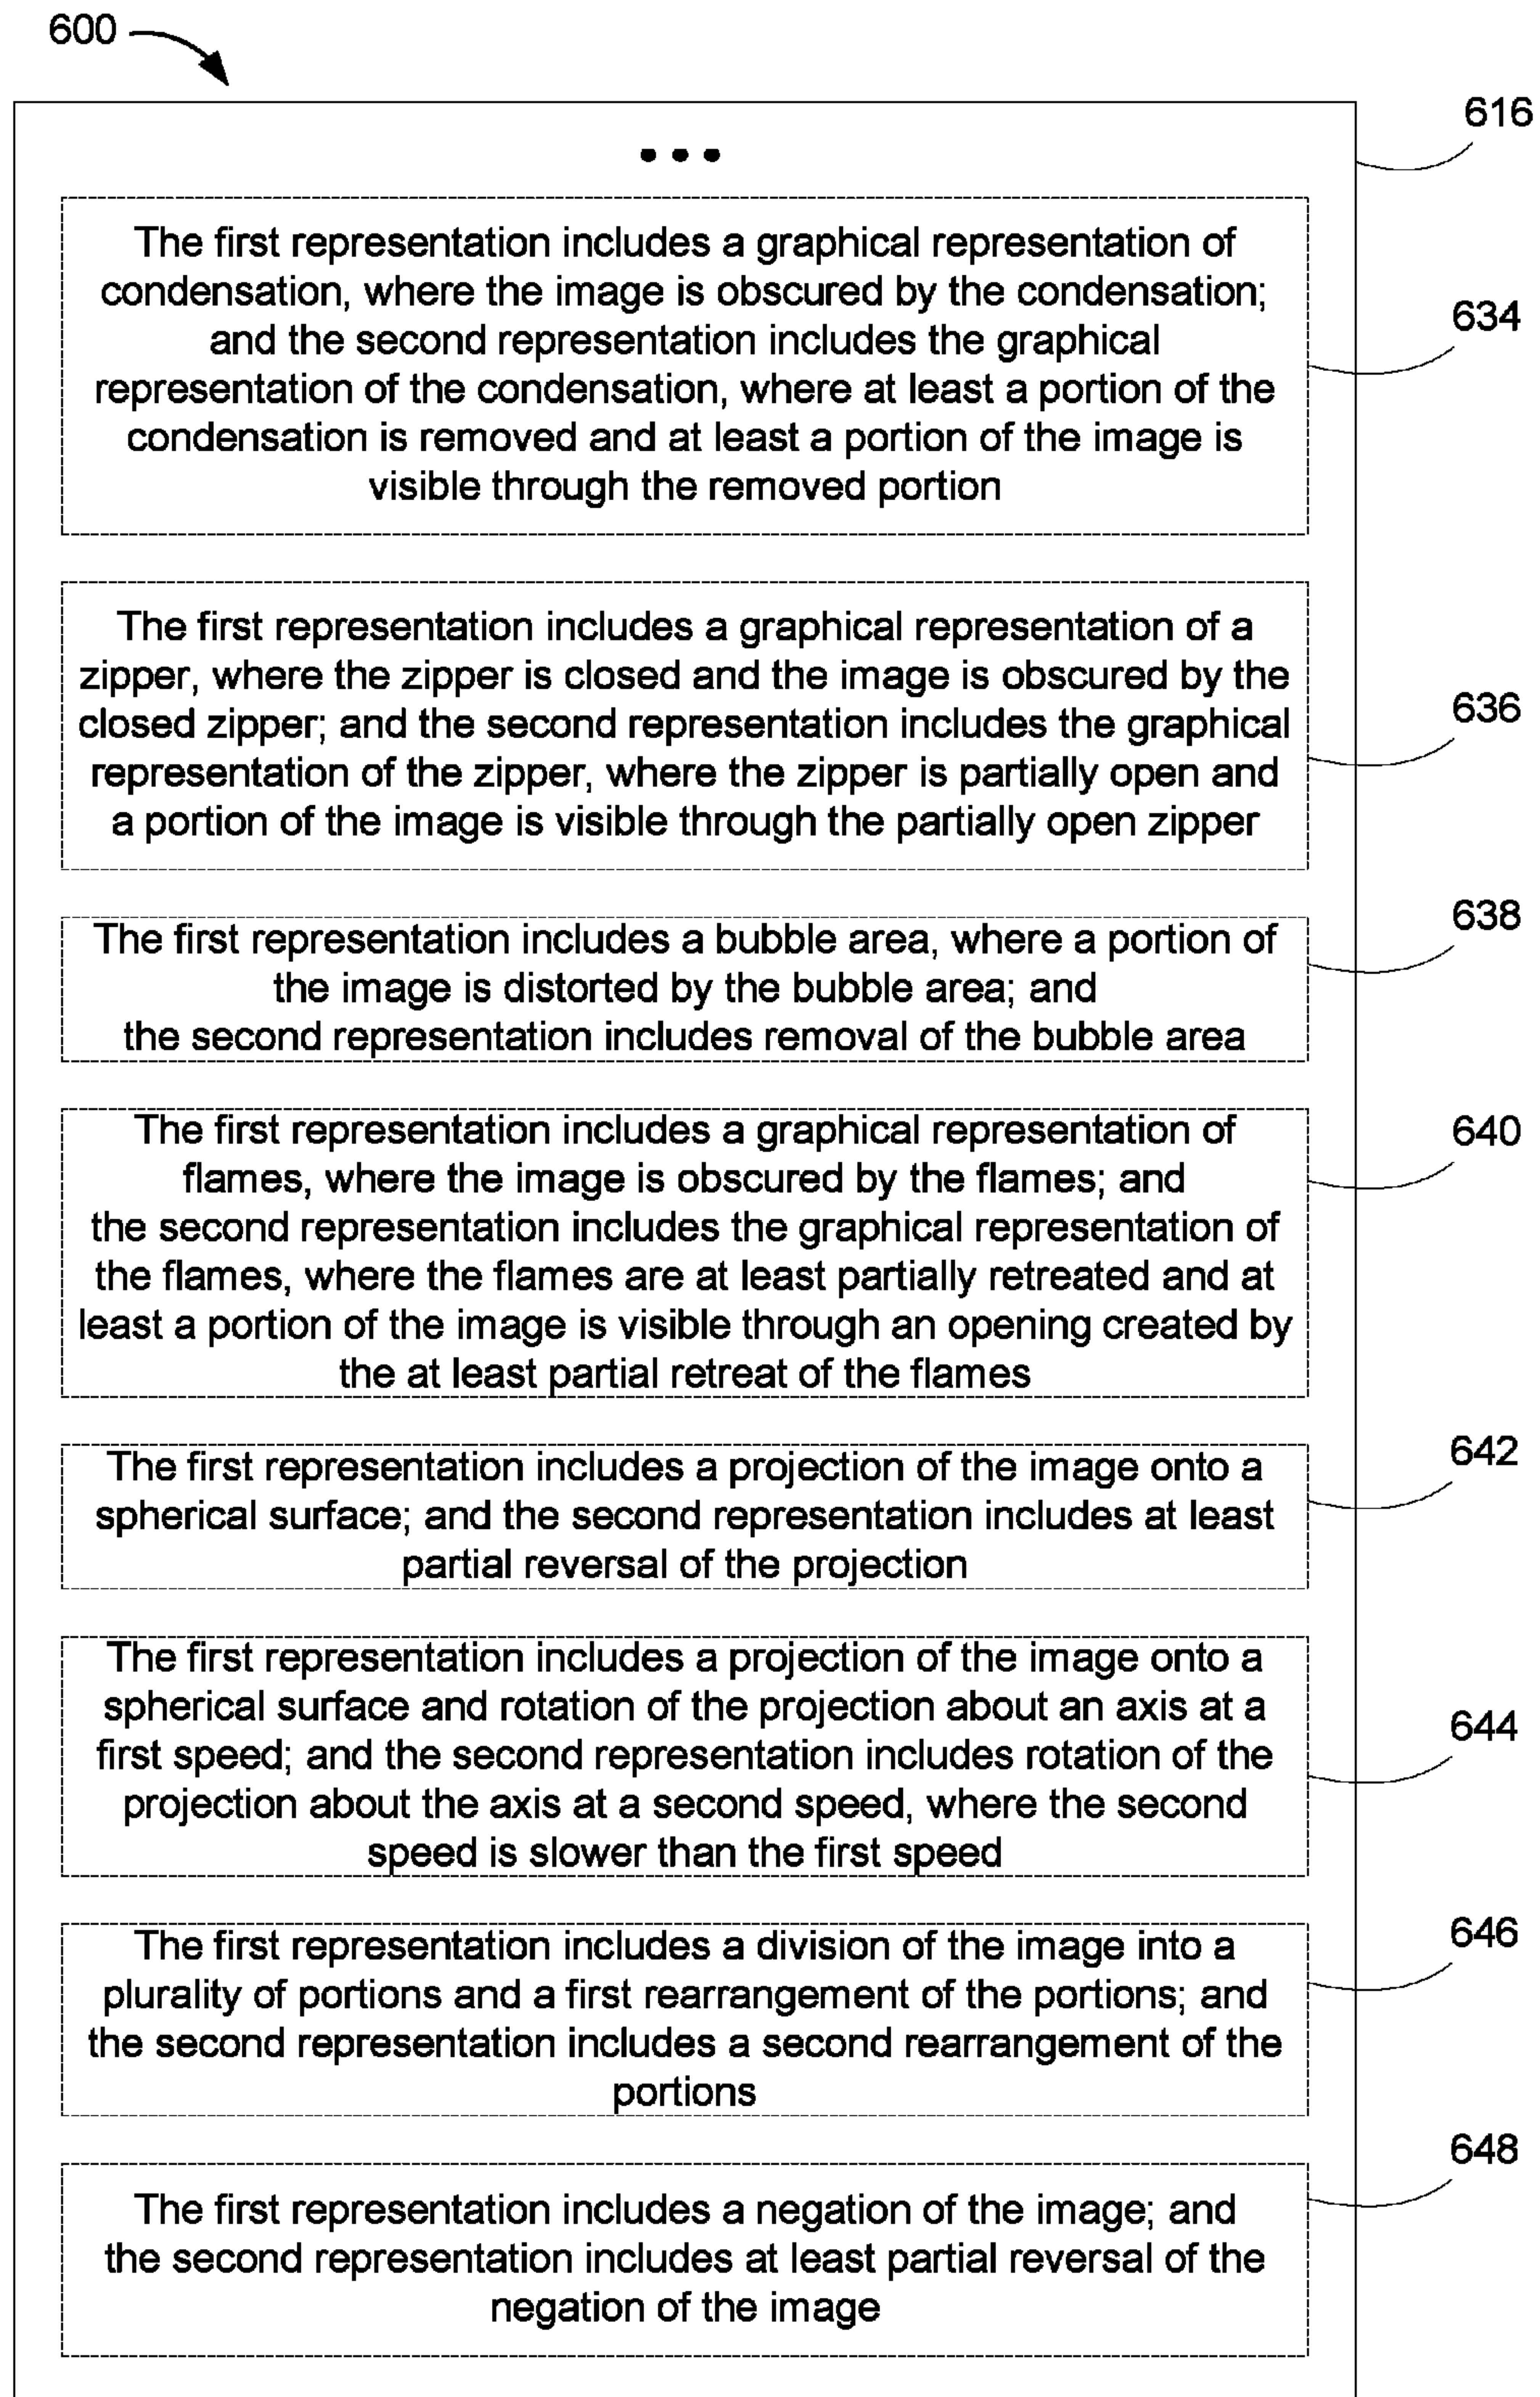 600
616
•••
The first representation includes a graphical representation of
condensation, where the image is obscured by the condensation;
and the second representation includes the graphical
representation of the condensation, where at least a portion of the
condensation is removed and at least a portion of the image is
visible through the removed portion
634
The first representation includes a graphical representation of a
zipper, where the zipper is closed and the image is obscured by the
closed zipper; and the second representation includes the graphical
representation of the zipper, where the zipper is partially open and
a portion of the image is visible through the partially open zipper
636
The first representation includes a bubble area, where a portion of
the image is distorted by the bubble area; and
the second representation includes removal of the bubble area
638
The first representation includes a graphical representation of
flames, where the image is obscured by the flames; and
the second representation includes the graphical representation of
the flames, where the flames are at least partially retreated and at
least a portion of the image is visible through an opening created by
the at least partial retreat of the flames
640
The first representation includes a projection of the image onto a
spherical surface; and the second representation includes at least
partial reversal of the projection
642
The first representation includes a projection of the image onto a
spherical surface and rotation of the projection about an axis at a
first speed; and the second representation includes rotation of the
projection about the axis at a second speed, where the second
speed is slower than the first speed
644
The first representation includes a division of the image into a
plurality of portions and a first rearrangement of the portions; and
the second representation includes a second rearrangement of the
portions
646
The first representation includes a negation of the image; and
the second representation includes at least partial reversal of the
negation of the image
648